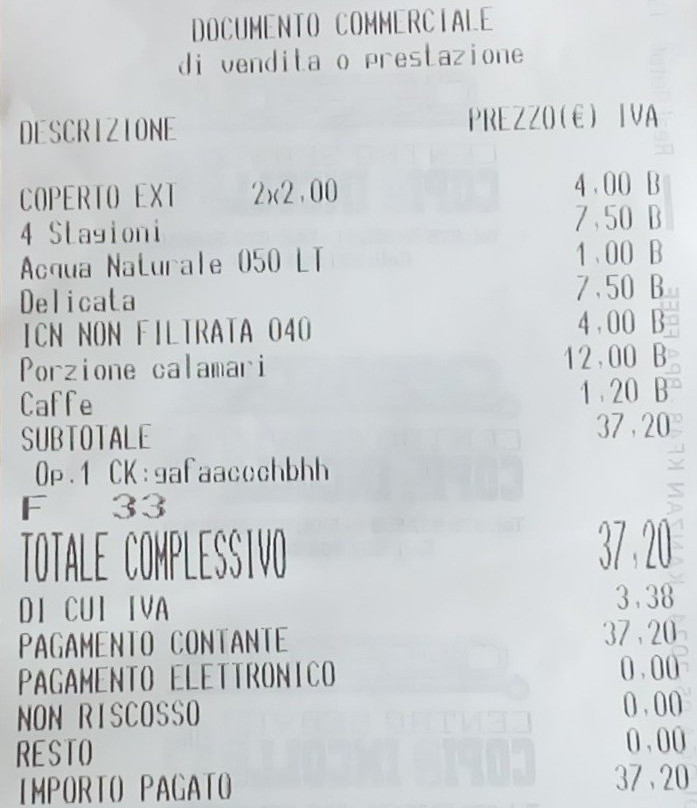 DOCUMENTO COMMERCIALE
di vendita o prestazione
DESCRIZIONE PREZZO(€) IVA
COPERTO EXT 2x2,00 4,00 B
4 Stagioni 7,50 B
Acqua Naturale 050 LT 1,00 B
Delicata 7,50 B
ICN NON FILTRATA 040 4,00 B
Porzione calamari 12,00 B
Caffe 1,20 B
SUBTOTALE 37,20
Op.1 CK:gafaacochbhh
F 33
TOTALE COMPLESSIVO 37,20
DI CUI IVA 3,38
PAGAMENTO CONTANTE 37,20
PAGAMENTO ELETTRONICO 0,00
NON RISCOSSO 0,00
RESTO 0,00
IMPORTO PAGATO 37,20